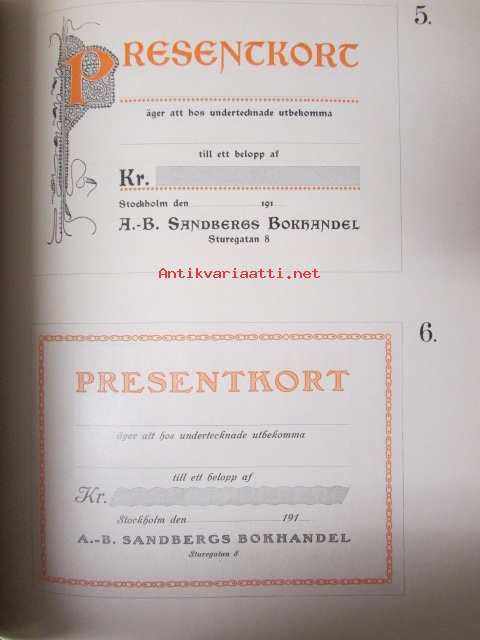 5.
PRESENTKORT
äger att hos undertecknade utbekomma
till ett belopp af
Kr.
Stockholm den 191
A.-B. SANDBERGS BOKHANDEL
Sturegatan 8
Antikvariaatti.net
6.
PRESENTKORT
äger att hos undertecknade utbekomma
till ett belopp af
Kr.
Stockholm den 191
A.-B. SANDBERGS BOKHANDEL
Sturegatan 8